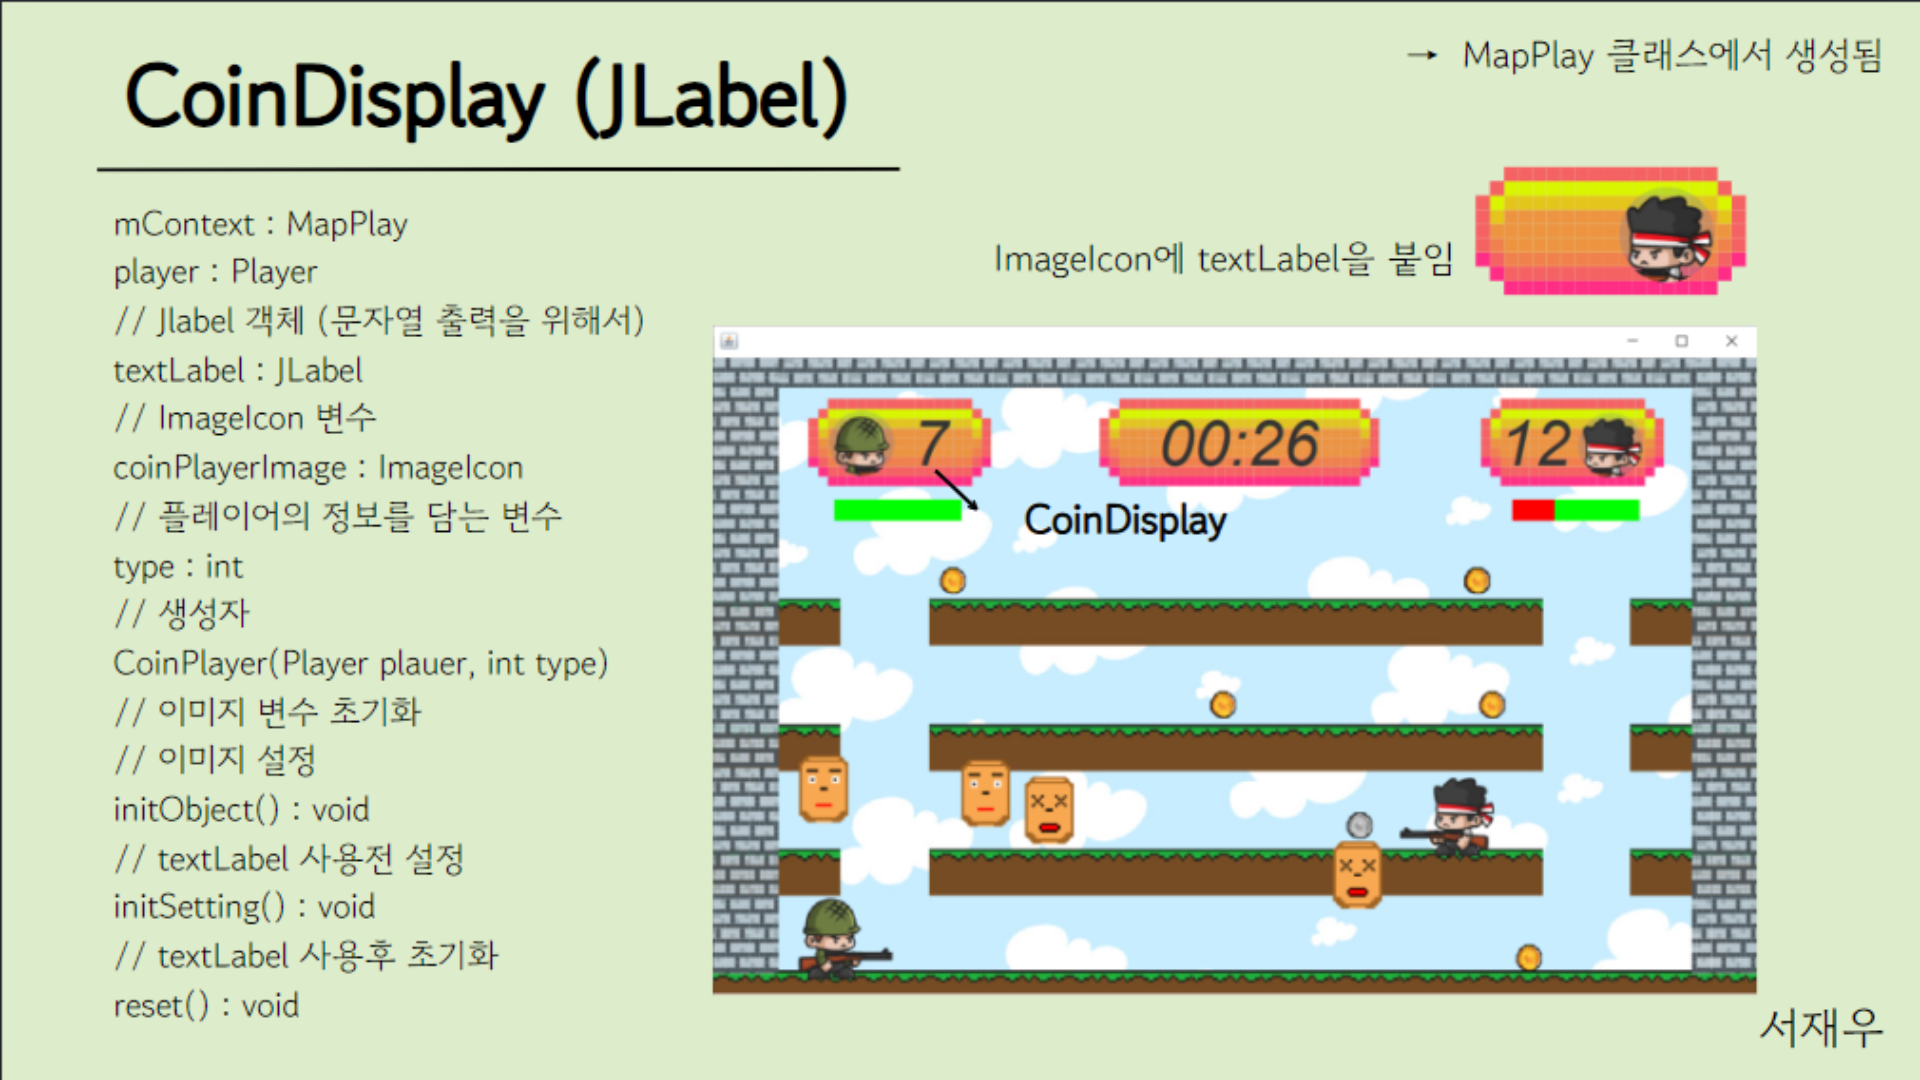 CoinDisplay (JLabel)
→ MapPlay 클래스에서 생성됨
mContext : MapPlay
player : Player
// Jlabel 객체 (문자열 출력을 위해서)
textLabel : JLabel
// ImageIcon 변수
coinPlayerImage : ImageIcon
// 플레이어의 정보를 담는 변수
type : int
// 생성자
CoinPlayer(Player plauer, int type)
// 이미지 변수 초기화
// 이미지 설정
initObject() : void
// textLabel 사용전 설정
initSetting() : void
// textLabel 사용후 초기화
reset() : void
ImageIcon에 textLabel을 붙임
7
00:26
12
CoinDisplay
서재우